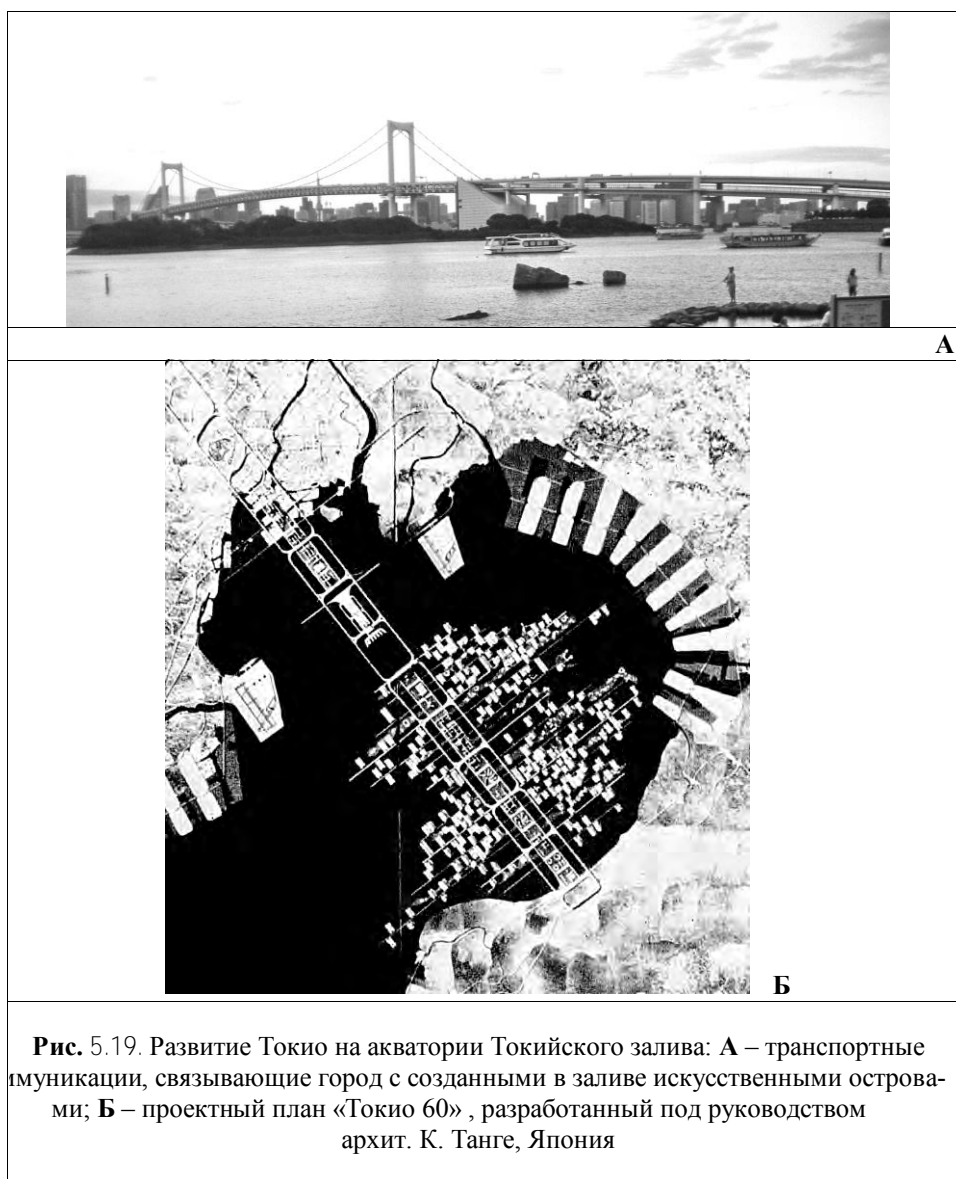 А
Б
Рис. 5.19. Развитие Токио на акватории Токийского залива: А – транспортные
ммуникации, связывающие город с созданными в заливе искусственными острова-
ми; Б – проектный план «Токио 60» , разработанный под руководством
архит. К. Танге, Япония